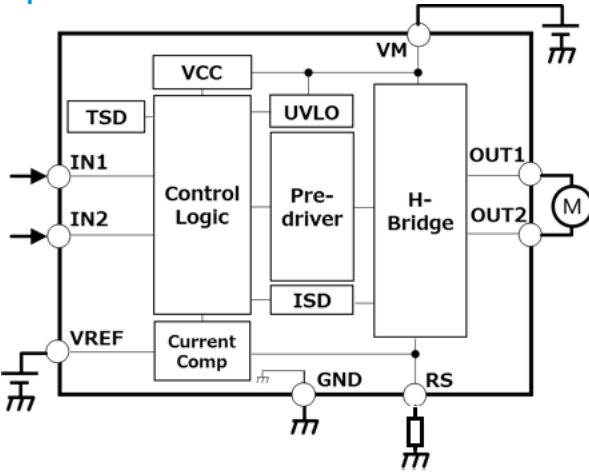 VM
VCC
TSD
UVLO
IN1
OUT1
Control
Logic
Pre-
driver
H-
Bridge
M
IN2
OUT2
ISD
VREF
Current
Comp
GND
RS